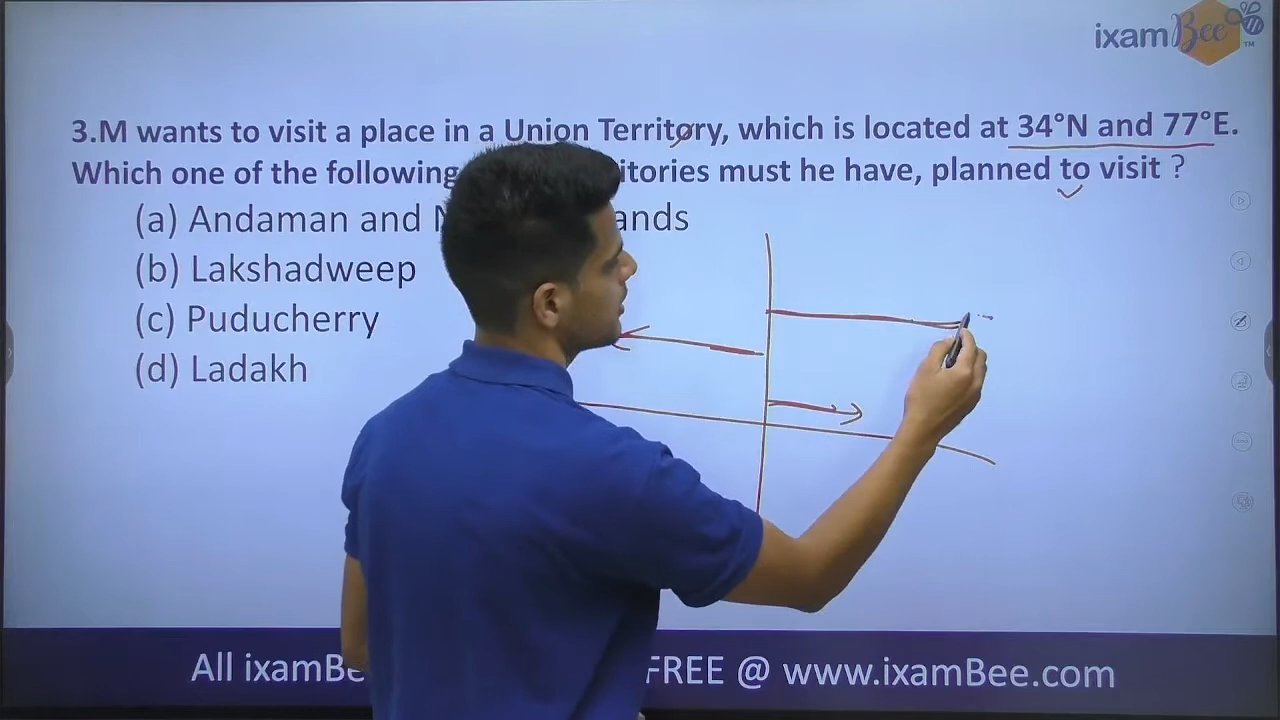 ixamBee™
3.M wants to visit a place in a Union Territory, which is located at 34°N and 77°E.
Which one of the following itories must he have, planned to visit ?
(a) Andaman and N ands
(b) Lakshadweep
(c) Puducherry
(d) Ladakh
All ixamBe FREE @ www.ixamBee.com